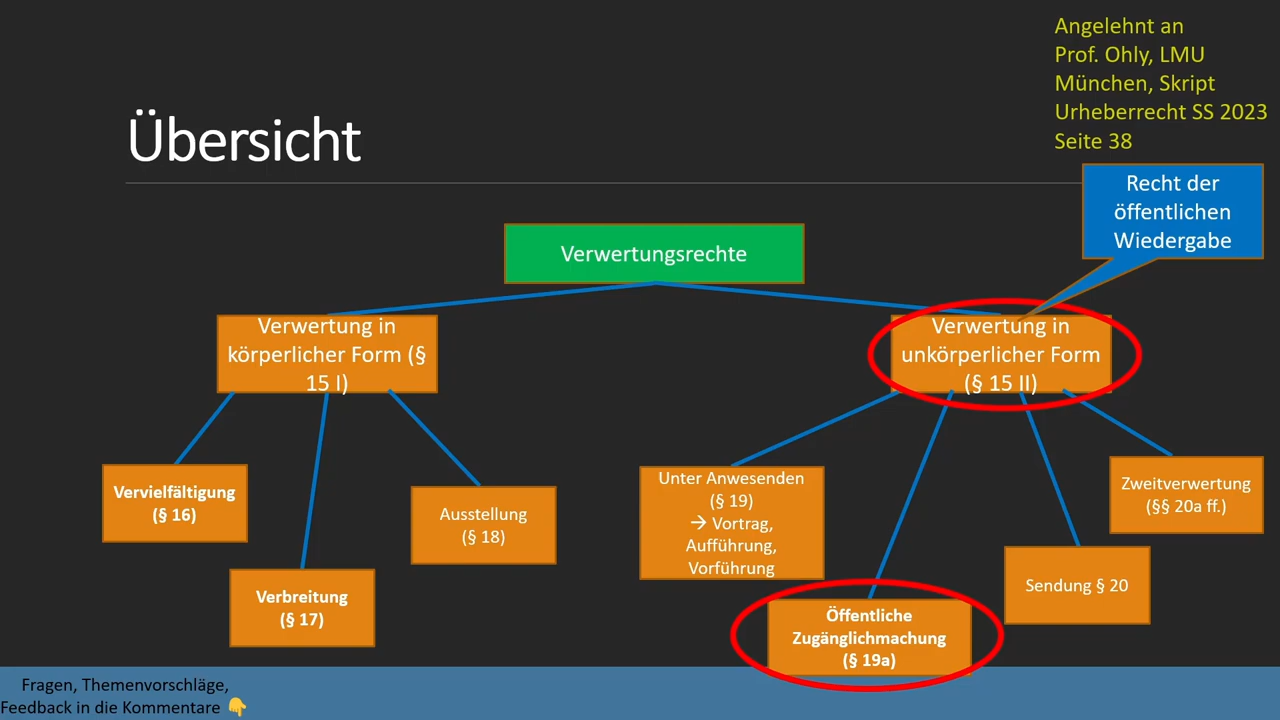 Angelehnt an
Prof. Ohly, LMU
München, Skript
Urheberrecht SS 2023
Seite 38
Übersicht
Recht der
öffentlichen
Wiedergabe
Verwertungsrechte
Verwertung in
körperlicher Form (§
15 I)
Verwertung in
unkörperlicher Form
(§ 15 II)
Vervielfältigung
(§ 16)
Verbreitung
(§ 17)
Ausstellung
(§ 18)
Unter Anwesenden
(§ 19)
→ Vortrag,
Aufführung,
Vorführung
Öffentliche
Zugänglichmachung
(§ 19a)
Sendung § 20
Zweitverwertung
(§§ 20a ff.)
Fragen, Themenvorschläge,
Feedback in die Kommentare 👇